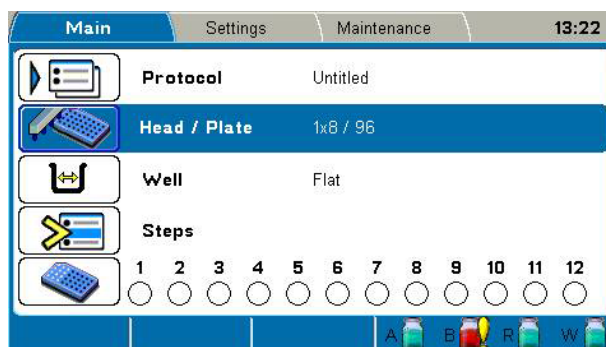 Main Settings Maintenance 13:22
Protocol Untitled
Head / Plate 1x8 / 96
Well Flat
Steps
1 2 3 4 5 6 7 8 9 10 11 12
A B R W